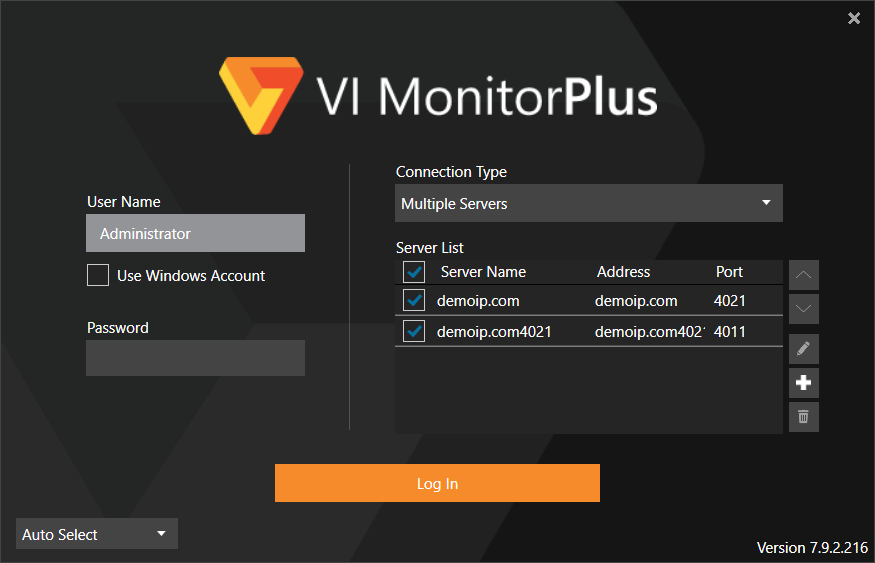 VI MonitorPlus
User Name
Administrator
Use Windows Account
Password
Connection Type
Multiple Servers
Server List
Server Name Address Port
demoip.com demoip.com 4021
demoip.com4021 demoip.com402 4011
Log In
Auto Select
Version 7.9.2.216